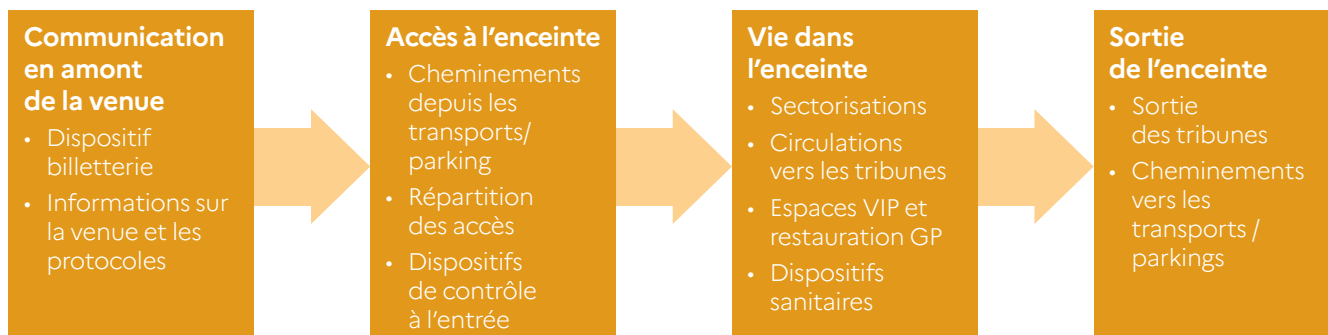 Communication
en amont
de la venue
• Dispositif
billetterie
• Informations sur
la venue et les
protocoles
Accès à l'enceinte
• Cheminements
depuis les
transports/
parking
• Répartition
des accès
• Dispositifs
de contrôle
à l'entrée
Vie dans
l'enceinte
• Sectorisations
• Circulations
vers les tribunes
• Espaces VIP et
restauration GP
• Dispositifs
sanitaires
Sortie
de l'enceinte
• Sortie
des tribunes
• Cheminements
vers les
transports /
parkings